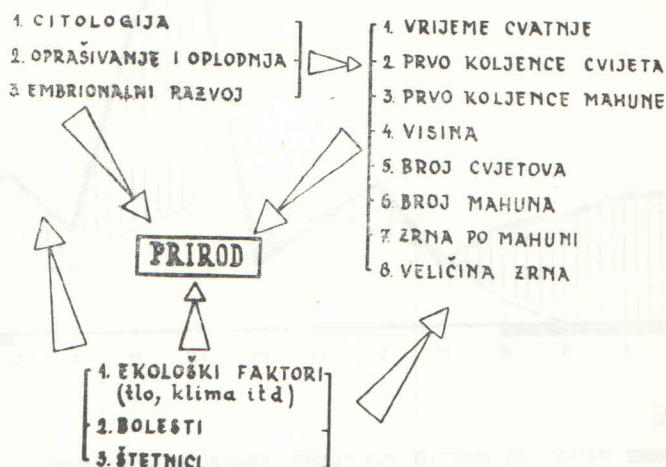 1. CITOLOGIJA
2. OPRAŠIVANJE I OPLODNJA
3 EMBRIONALNI RAZVOJ
1. VRIJEME CVATNJE
2 PRVO KOLJENCE CVIJETA
3. PRVO KOLJENCE MAHUNE
4. VISINA
5. BROJ CVJETOVA
6. BROJ MAHUNA
7. ZRNA PO MAHUNI
8. VELIČINA ZRNA
PRIROD
1. EKOLOŠKI FAKTORI
(tlo, klima itd)
2. BOLESTI
3. ŠTETNICI